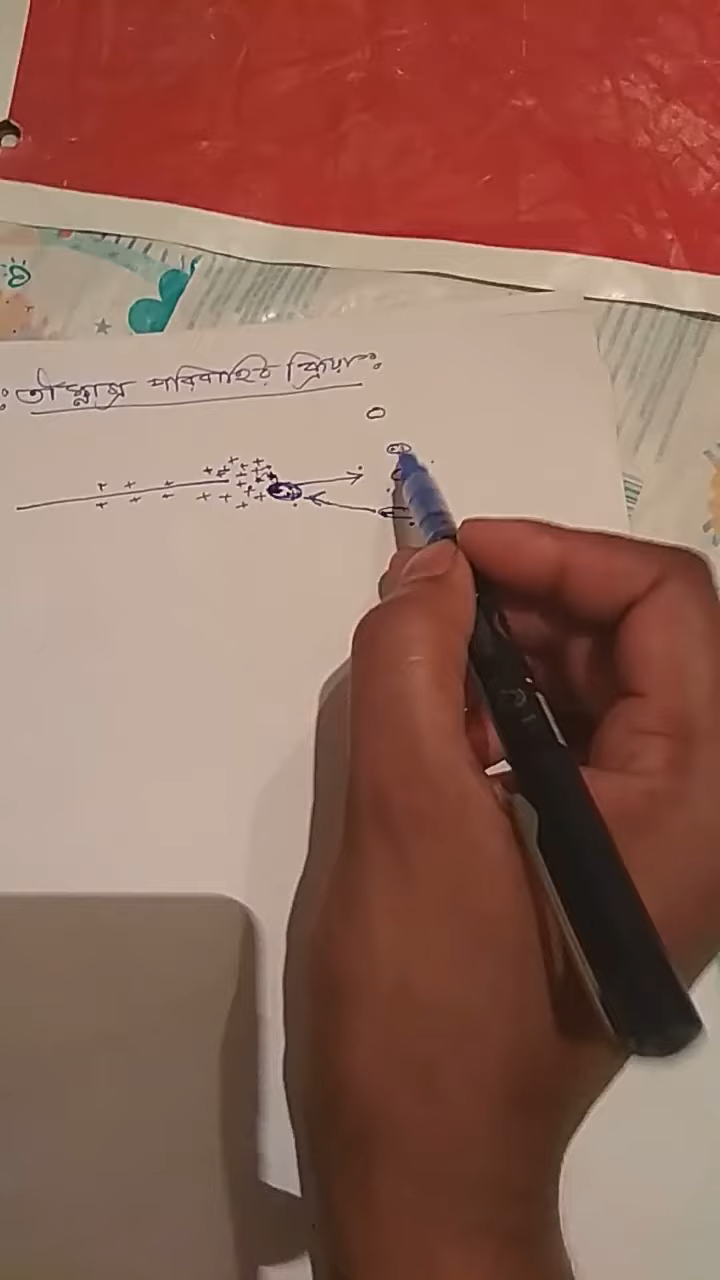 : তীক্ষ্ণাগ্র পরিবাহির ক্রিয়া :
+ + + + + + + + +
+ + + + + + + +